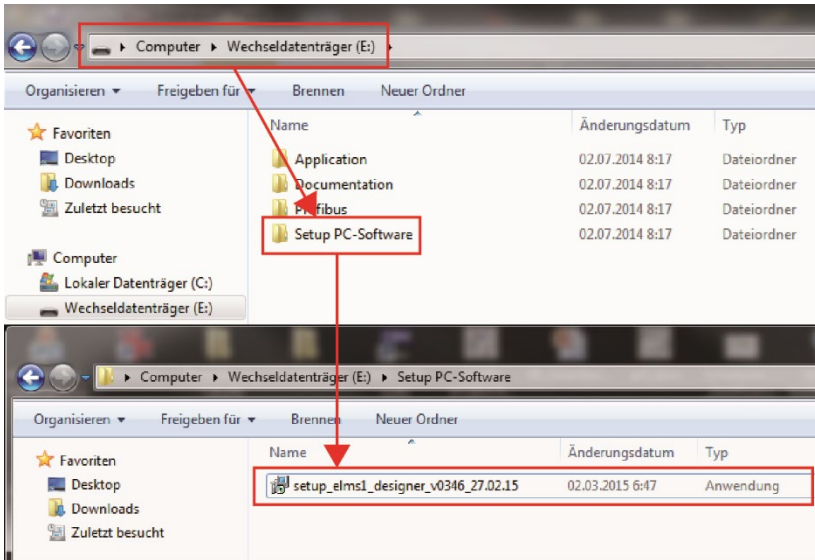 Computer Wechseldatenträger (E:)
Organisieren Freigeben für Brennen Neuer Ordner
Name Änderungsdatum Typ
Favoriten
Desktop
Downloads
Zuletzt besucht
Computer
Lokaler Datenträger (C:)
Wechseldatenträger (E:)
Application 02.07.2014 8:17 Dateiordner
Documentation 02.07.2014 8:17 Dateiordner
Profibus 02.07.2014 8:17 Dateiordner
Setup PC-Software 02.07.2014 8:17 Dateiordner
Computer Wechseldatenträger (E:) Setup PC-Software
Organisieren Freigeben für Brennen Neuer Ordner
Name Änderungsdatum Typ
Favoriten
Desktop
Downloads
Zuletzt besucht
setup_elms1_designer_v0346_27.02.15 02.03.2015 6:47 Anwendung